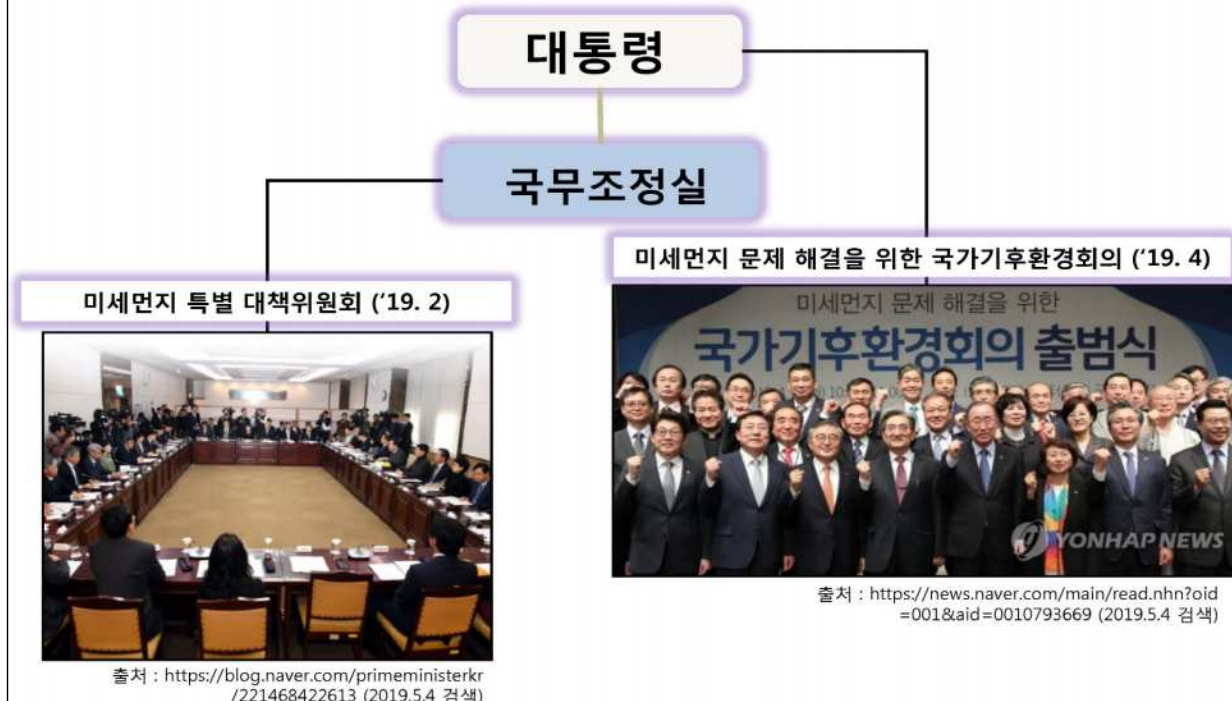 대통령
국무조정실
미세먼지 문제 해결을 위한 국가기후환경회의 (‘19. 4)
미세먼지 특별 대책위원회 (‘19. 2)
미세먼지 문제 해결을 위한
국가기후환경회의 출범식
YONHAP NEWS
출처 : https://news.naver.com/main/read.nhn?oid
=001&aid=0010793669 (2019.5.4 검색)
출처 : https://blog.naver.com/primeministerkr
/221468422613 (2019.5.4 검색)